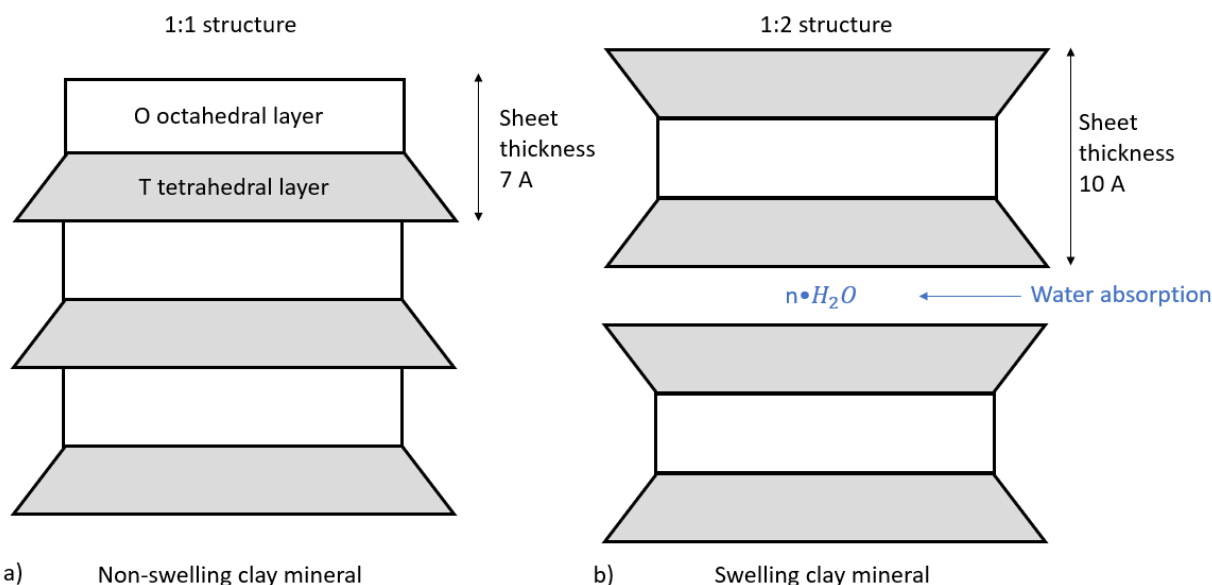 1:1 structure
O octahedral layer
T tetrahedral layer
Sheet
thickness
7 A
a)
Non-swelling clay mineral
1:2 structure
Sheet
thickness
10 A
n•H₂O
Water absorption
b)
Swelling clay mineral